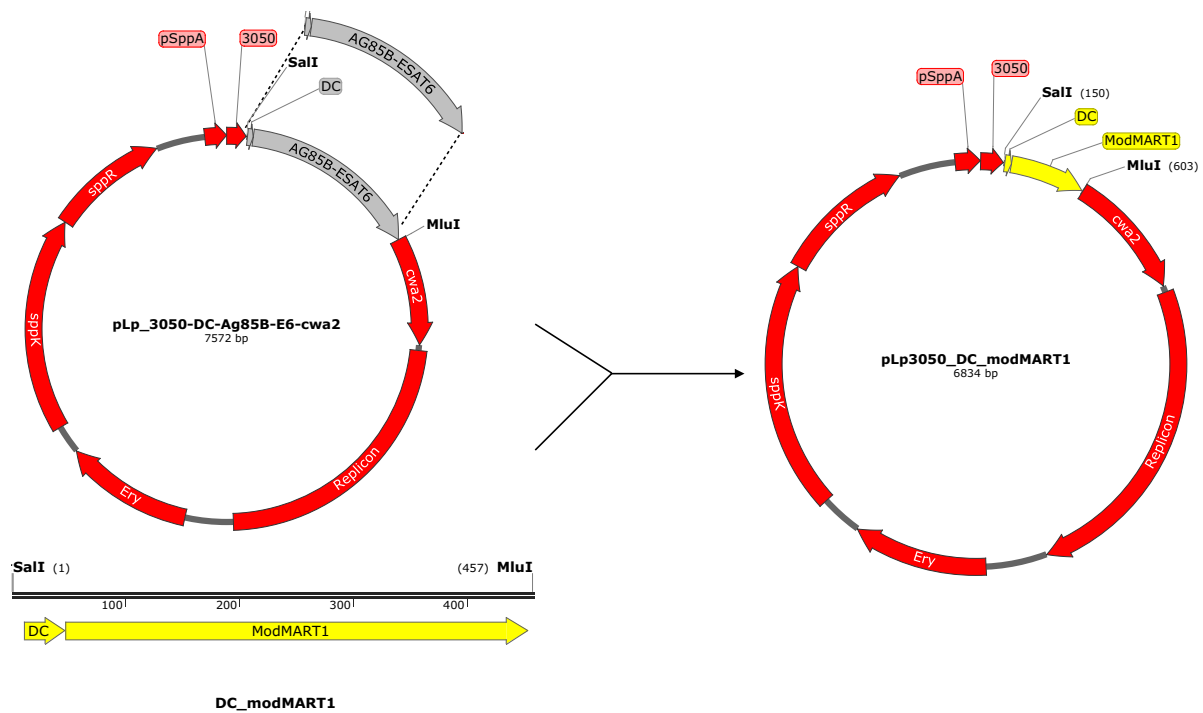 pSppA
3050
SalI
DC
AG85B-ESAT6
AG85B-ESAT6
MluI
cwa2
Replicon
Ery
sppK
sppR
pLp_3050-DC-Ag85B-E6-cwa2
7572 bp
SalI (1)
(457) MluI
100
200
300
400
DC
ModMART1
DC_modMART1
pSppA
3050
SalI (150)
DC
ModMART1
MluI (603)
cwa2
Replicon
Ery
sppK
sppR
pLp3050_DC_modMART1
6834 bp